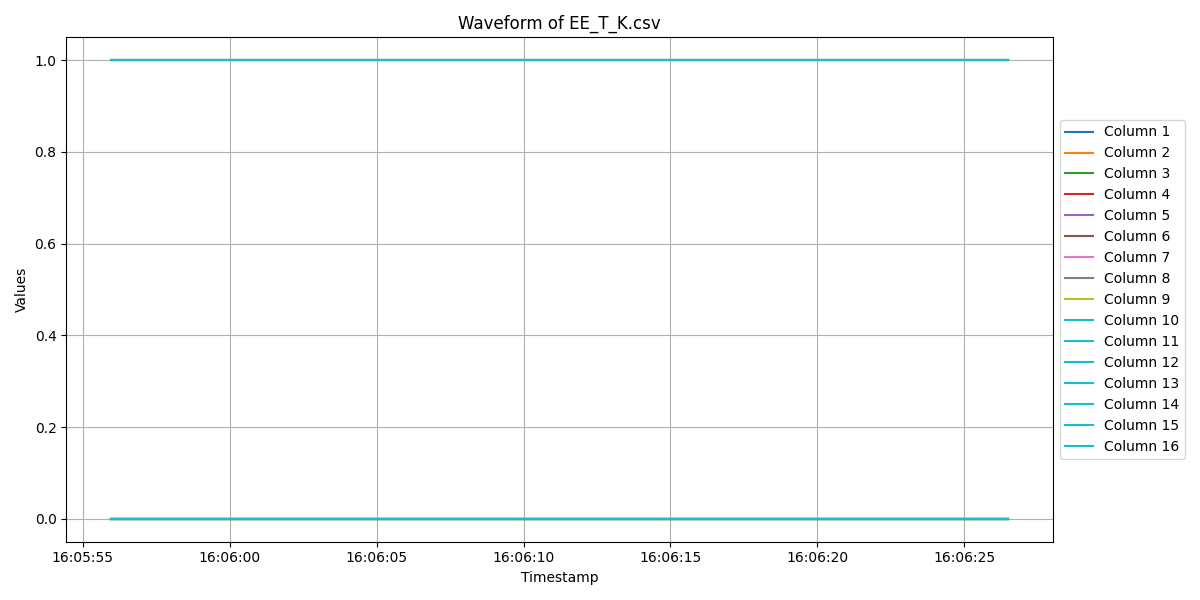 Waveform of EE_T_K.csv
1.0
0.8
0.6
0.4
0.2
0.0
Values
16:05:55 16:06:00 16:06:05 16:06:10 16:06:15 16:06:20 16:06:25
Timestamp
Column 1
Column 2
Column 3
Column 4
Column 5
Column 6
Column 7
Column 8
Column 9
Column 10
Column 11
Column 12
Column 13
Column 14
Column 15
Column 16